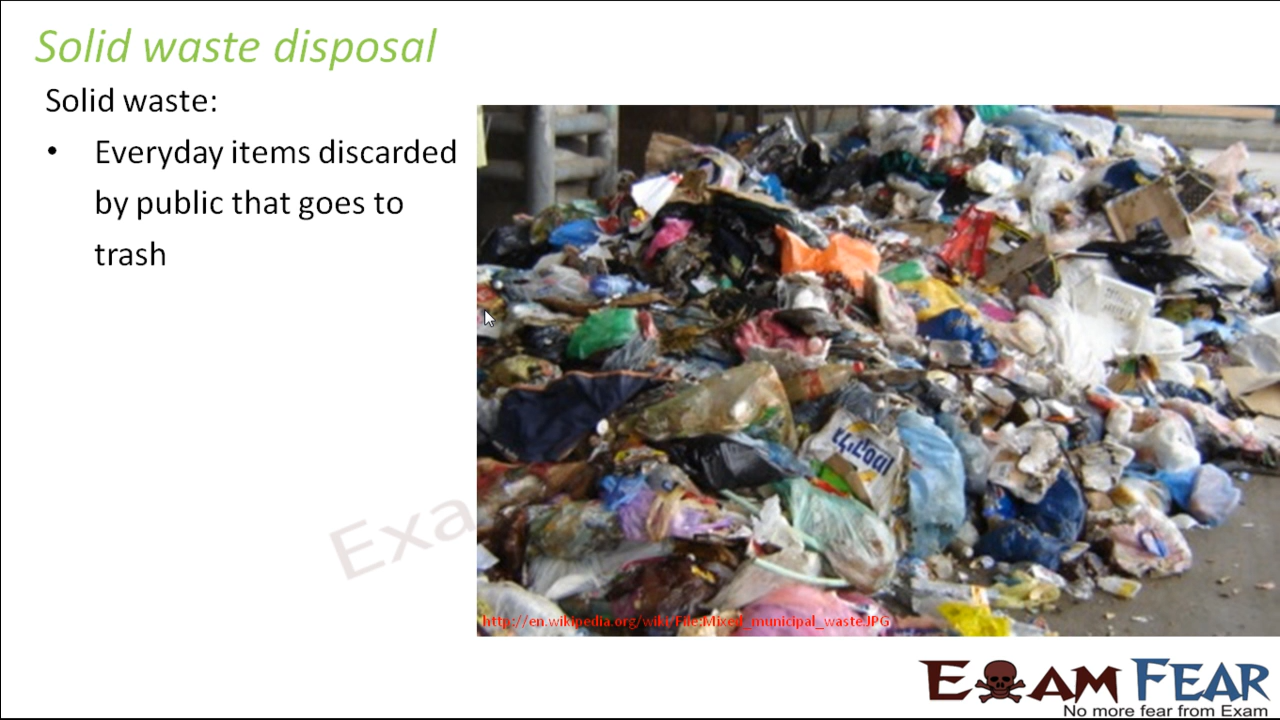 Solid waste disposal
Solid waste:
• Everyday items discarded
by public that goes to
trash
Exa
http://en.wikipedia.org/wiki/File:Mixed_municipal_waste.JPG
EXAM FEAR
No more fear from Exam